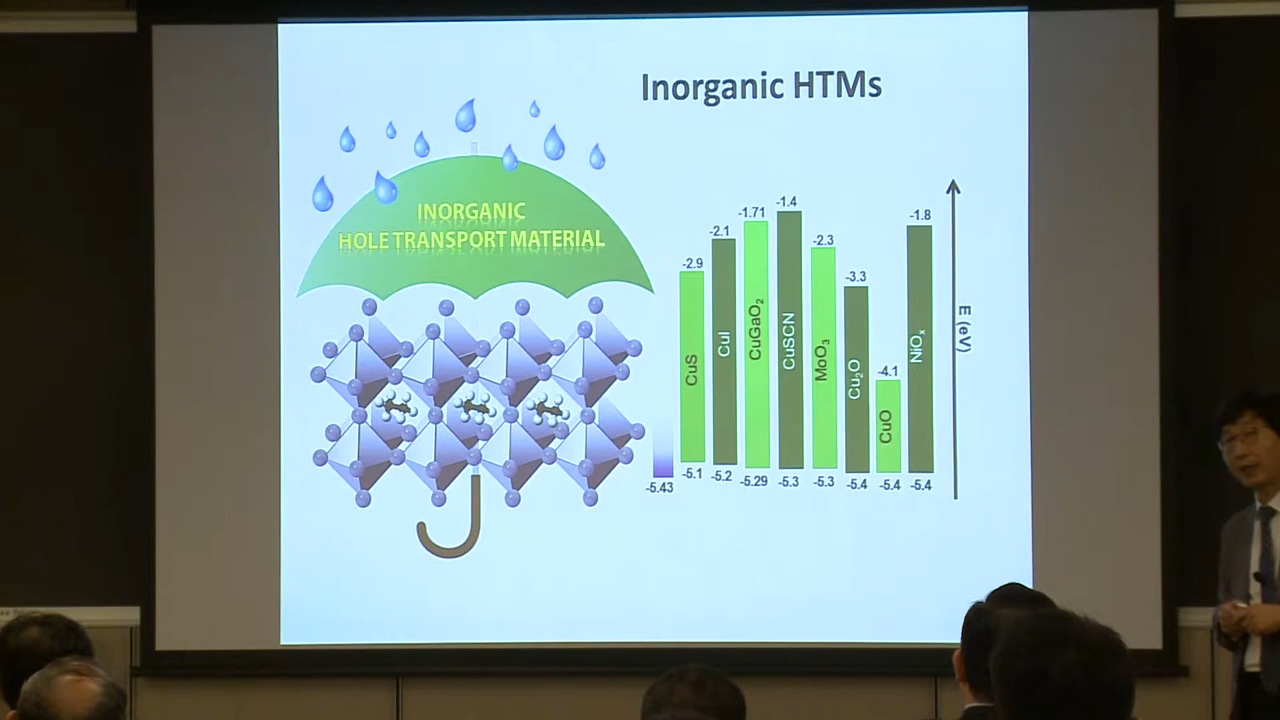 Inorganic HTMs
INORGANIC
HOLE TRANSPORT MATERIAL
-1.4
-1.71
-1.8
-2.1
-2.3
-2.9
-3.3
-4.1
CuS
CuI
CuGaO₂
CuSCN
MoO₃
Cu₂O
CuO
NiOₓ
E (eV)
-5.43
-5.1
-5.2
-5.29
-5.3
-5.3
-5.4
-5.4
-5.4